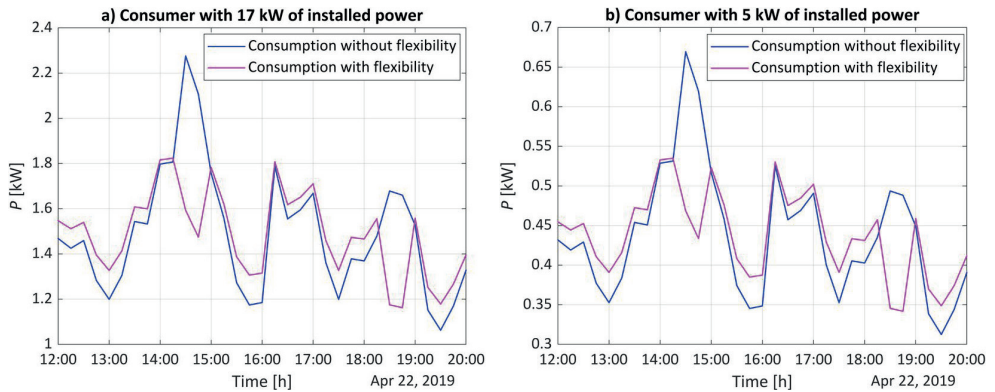 a) Consumer with 17 kW of installed power
2.4
2.2
2
1.8
1.6
1.4
1.2
1
P [kW]
Consumption without flexibility
Consumption with flexibility
12:00 13:00 14:00 15:00 16:00 17:00 18:00 19:00 20:00
Time [h]
Apr 22, 2019
b) Consumer with 5 kW of installed power
0.7
0.65
0.6
0.55
0.5
0.45
0.4
0.35
0.3
P [kW]
Consumption without flexibility
Consumption with flexibility
12:00 13:00 14:00 15:00 16:00 17:00 18:00 19:00 20:00
Time [h]
Apr 22, 2019